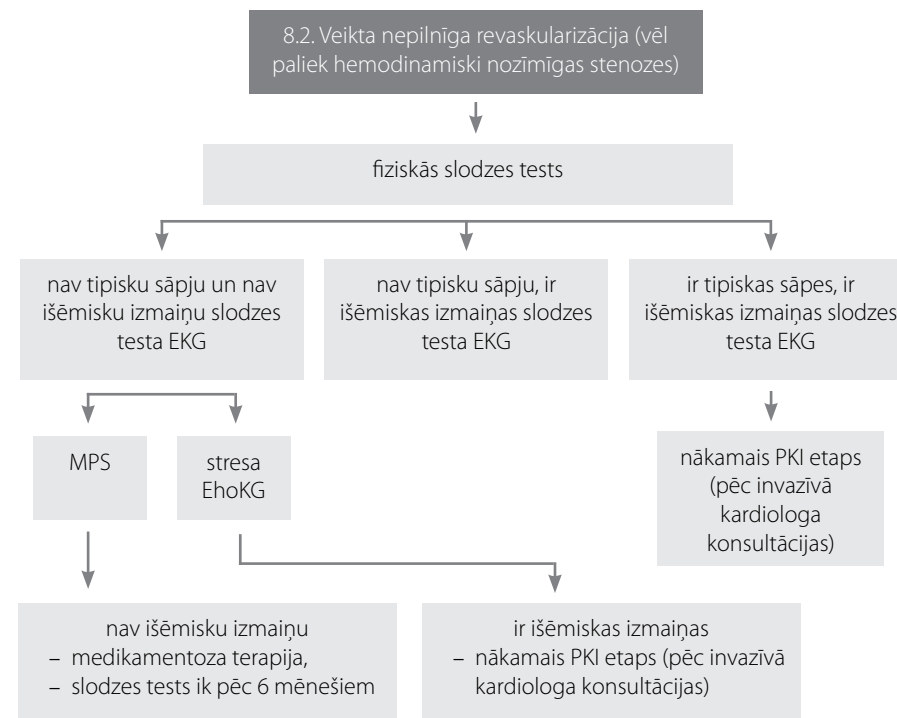 8.2. Veikta nepilnīga revaskularizācija (vēl
paliek hemodinamiski nozīmīgas stenozes)
fiziskās slodzes tests
nav tipisku sāpju un nav
išēmisku izmaiņu slodzes
testa EKG
nav tipisku sāpju, ir
išēmiskas izmaiņas slodzes
testa EKG
ir tipiskas sāpes, ir
išēmiskas izmaiņas slodzes
testa EKG
MPS
stresa
EhoKG
nākamais PKI etaps
(pēc invazīvā
kardiologa
konsultācijas)
nav išēmisku izmaiņu
– medikamentoza terapija,
– slodzes tests ik pēc 6 mēnešiem
ir išēmiskas izmaiņas
– nākamais PKI etaps (pēc invazīvā
kardiologa konsultācijas)